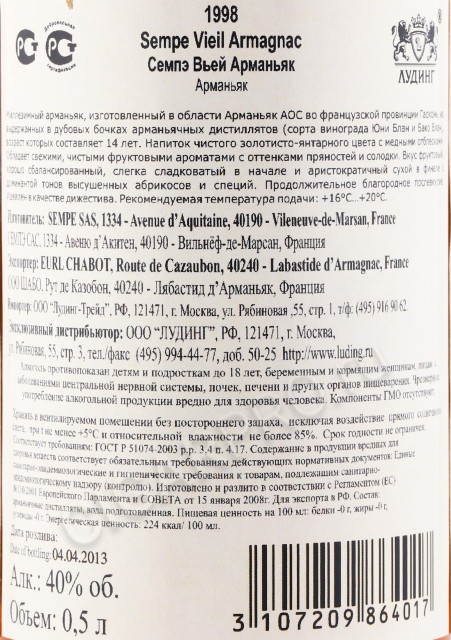 1998
Sempe Vieil Armagnac
Семпэ Вьей Арманьяк
Арманьяк
Добровольная
Сертификация
ЛУДИНГ
Миллезимный арманьяк, изготовленный в области Арманьяк АОС во французской провинции Гасконь, из
выдержанных в дубовых бочках арманьячных дистиллятов (сорта винограда Юни Блан и Бако Блан),
возраст которых составляет 14 лет. Напиток чистого золотисто-янтарного цвета с медными отблесками.
Обладает свежими, чистыми фруктовыми ароматами с оттенками пряностей и солодки. Вкус фруктовый,
хорошо сбалансированный, слегка сладковатый в начале и аристократичный сухой в финале с
доминантой тонов высушенных абрикосов и специй. Продолжительное благородное послевкусие.
Идеален в качестве дижестива. Рекомендуемая температура подачи: +16°С...+20°С.
Изготовитель: SEMPE SAS, 1334 - Avenue d’Aquitaine, 40190 - Vileneuve-de-Marsan, France
СЕМПЭ САС, 1334 - Авеню д’Акитен, 40190 - Вильнёф-де-Марсан, Франция
Экспортер: EURL CHABOT, Route de Cazaubon, 40240 - Labastide d’Armagnac, France
ООО ШАБО, Рут де Казобон, 40240 - Лябастид д’Арманьяк, Франция
Импортер: ООО "Лудинг-Трейд", РФ, 121471, г. Москва, ул. Рябиновая ,55, стр. 1, т/ф: (495) 916 90 62
Эксклюзивный дистрибьютор: ООО "ЛУДИНГ", РФ, 121471, г. Москва,
ул. Рябиновая, 55, стр. 3, тел./факс (495) 994-44-77, доб. 50-25 http://www.luding.ru
Алкоголь противопоказан детям и подросткам до 18 лет, беременным и кормящим женщинам, лицам с
заболеваниями центральной нервной системы, почек, печени и других органов пищеварения. Чрезмерное
употребление алкогольной продукции вредно для здоровья человека. Компоненты ГМО отсутствуют.
Хранить в вентилируемом помещении без постороннего запаха, исключая воздействие прямого солнечного
света, при t не менее +5°С и относительной влажности не более 85%. Срок годности не ограничен.
Соответствует требованиям: ГОСТ Р 51074-2003 р.р. 3,4 п. 4.17. Содержание в продукции вредных для
здоровья веществ соответствует обязательным требованиям действующих нормативных документов: Единые
санитарно-эпидемиологические и гигиенические требования к товарам, подлежащим санитарно-
эпидемиологическому надзору (контролю). Изготовлено и разлито в соответствии с Регламентом (ЕС)
№110/2008 Европейского Парламента и СОВЕТА от 15 января 2008г. Для экспорта в РФ. Состав:
дистилляты, вода Пищевая ценность на 100 мл: белки -0 г, жиры -0 г,
углеводы -0 г. Энергетическая ценность: 224 ккал/ 100 мл.
Дата розлива:
Date of bottling: 04.04.2013
Алк.: 40% об.
Объем: 0,5 л
3 107209 864017